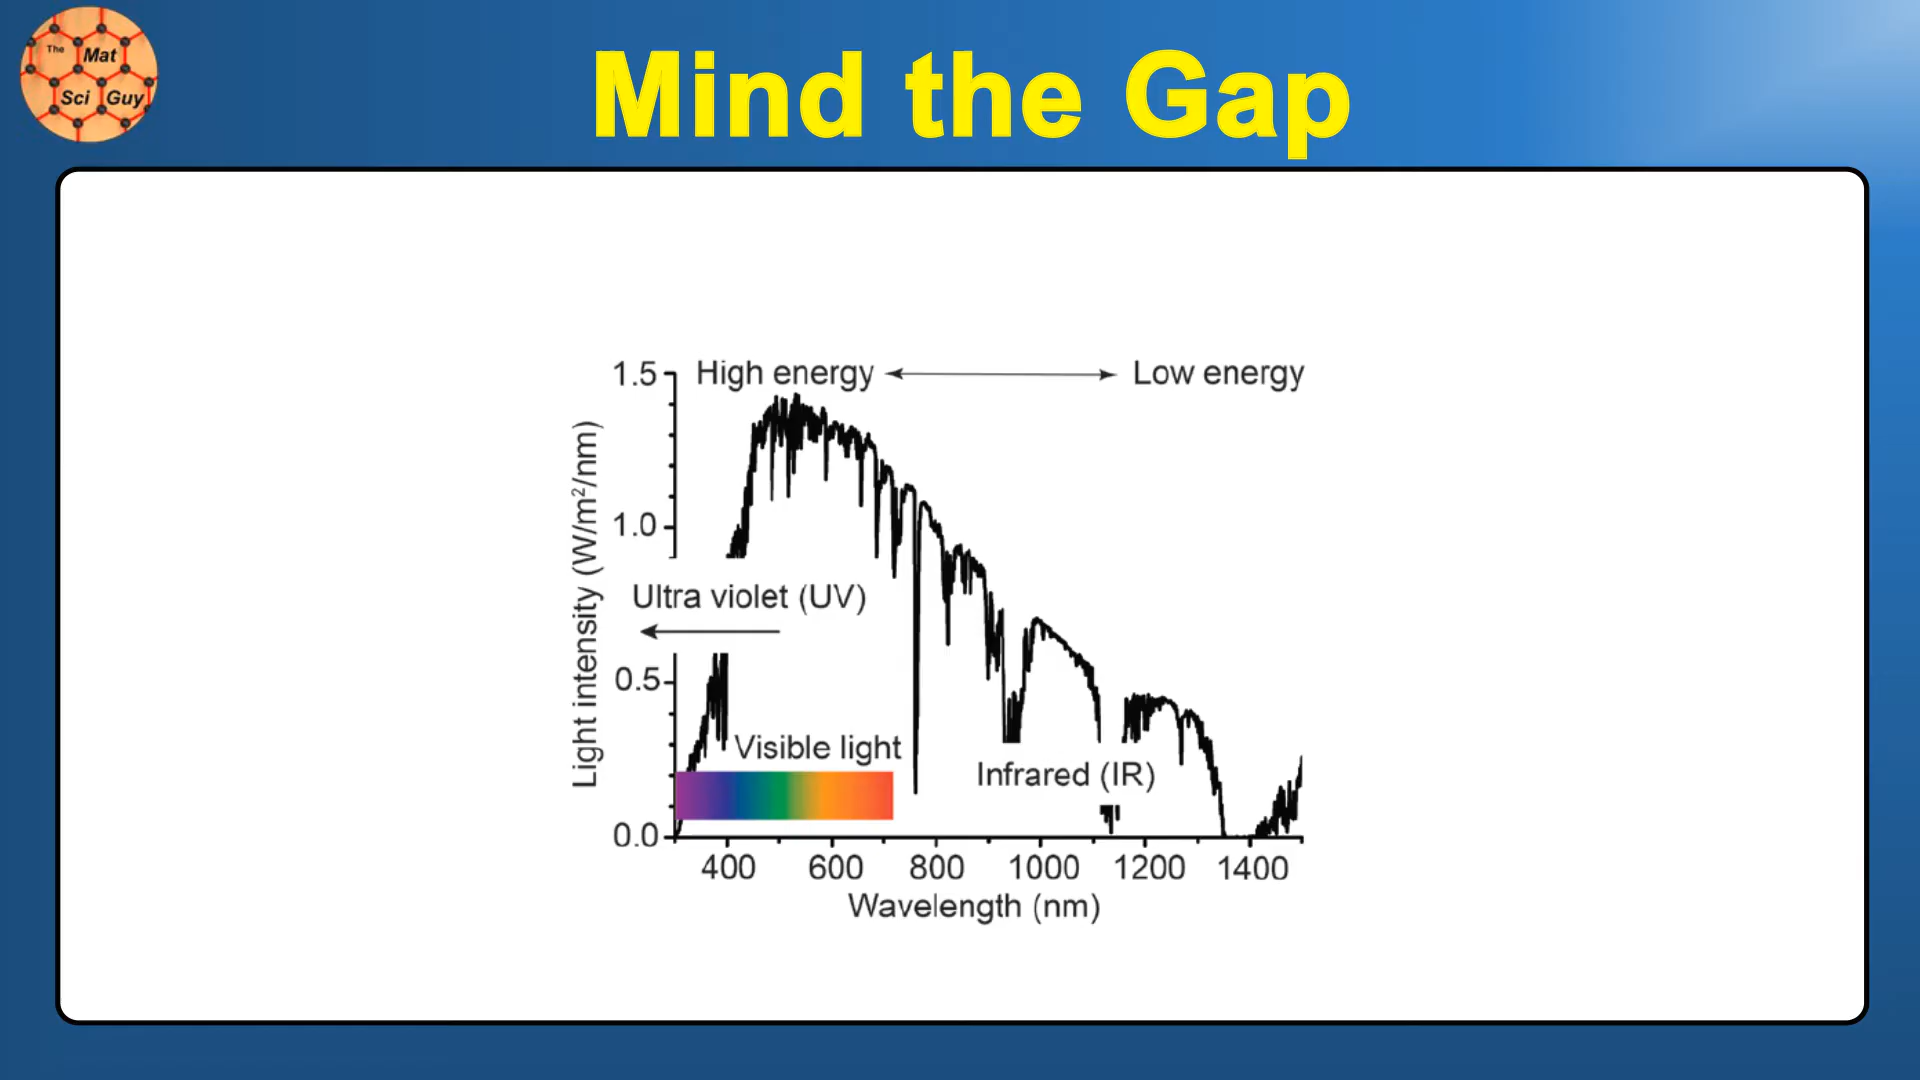 The
Mat
Sci Guy
Mind the Gap
High energy
Low energy
Light intensity (W/m²/nm)
1.5
1.0
Ultra violet (UV)
0.5
Visible light
Infrared (IR)
0.0
400 600 800 1000 1200 1400
Wavelength (nm)